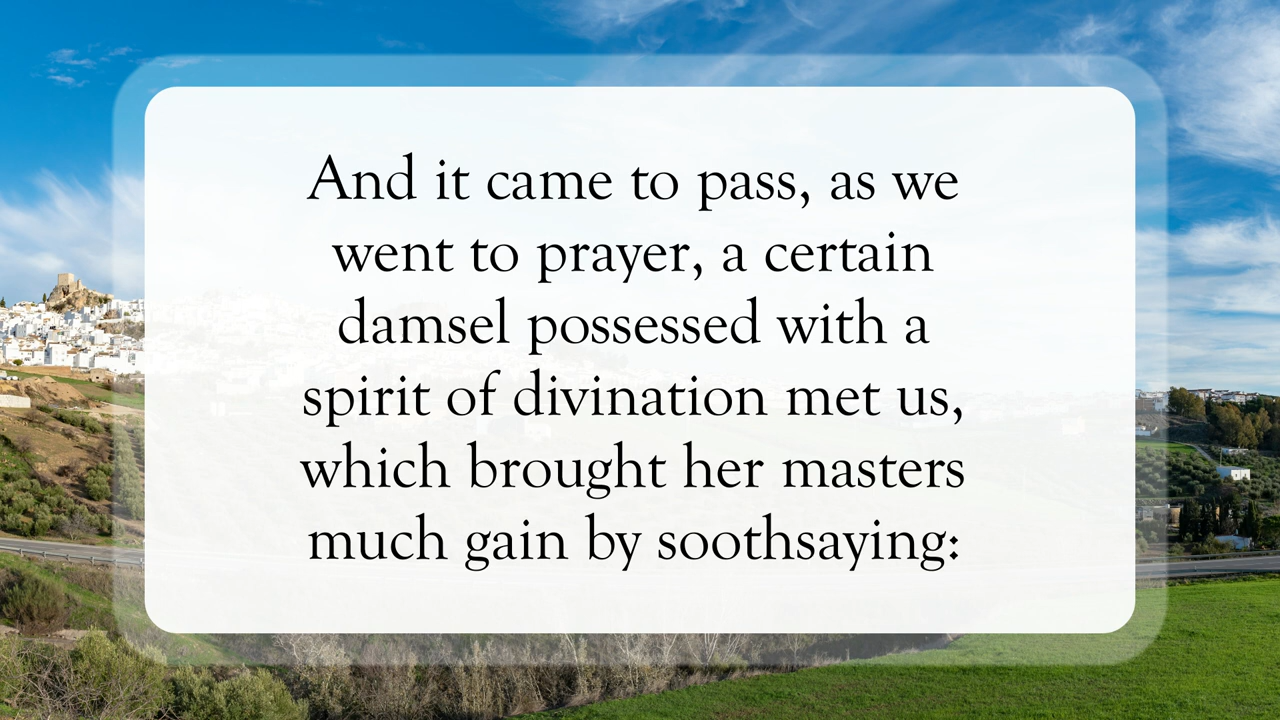 And it came to pass, as we
went to prayer, a certain
damsel possessed with a
spirit of divination met us,
which brought her masters
much gain by soothsaying: